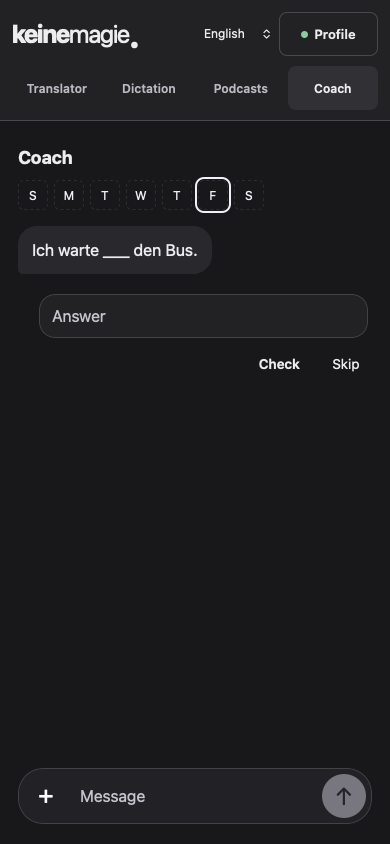 keinemagie.
English
Profile
Translator
Dictation
Podcasts
Coach
Coach
S M T W T F S
Ich warte ___ den Bus.
Answer
Check
Skip
Message